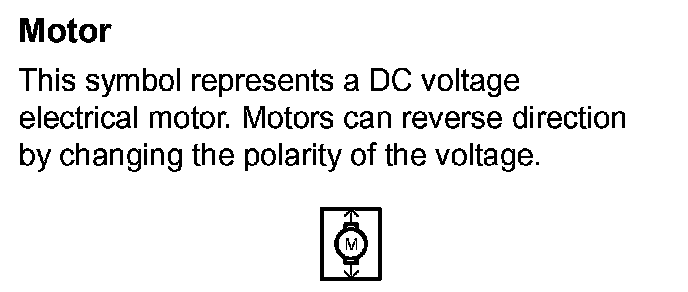 Motor
This symbol represents a DC voltage
electrical motor. Motors can reverse direction
by changing the polarity of the voltage.
M